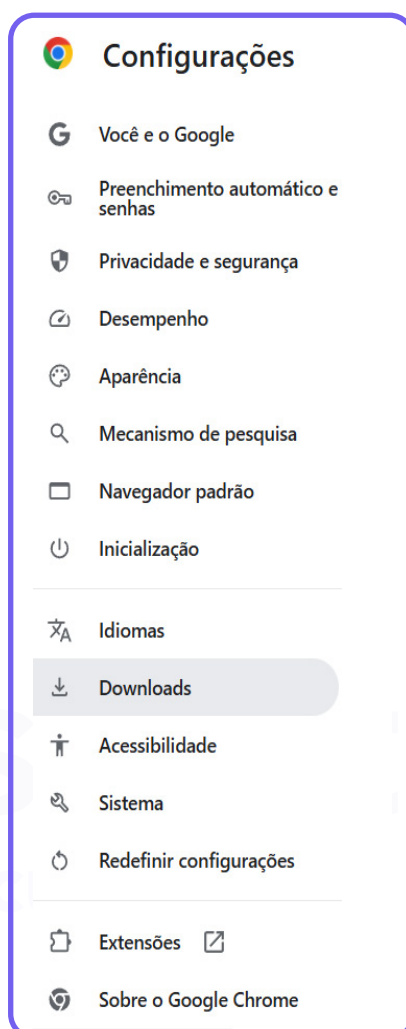 Configurações
Você e o Google
Preenchimento automático e
senhas
Privacidade e segurança
Desempenho
Aparência
Mecanismo de pesquisa
Navegador padrão
Inicialização
Idiomas
Downloads
Acessibilidade
Sistema
Redefinir configurações
Extensões
Sobre o Google Chrome